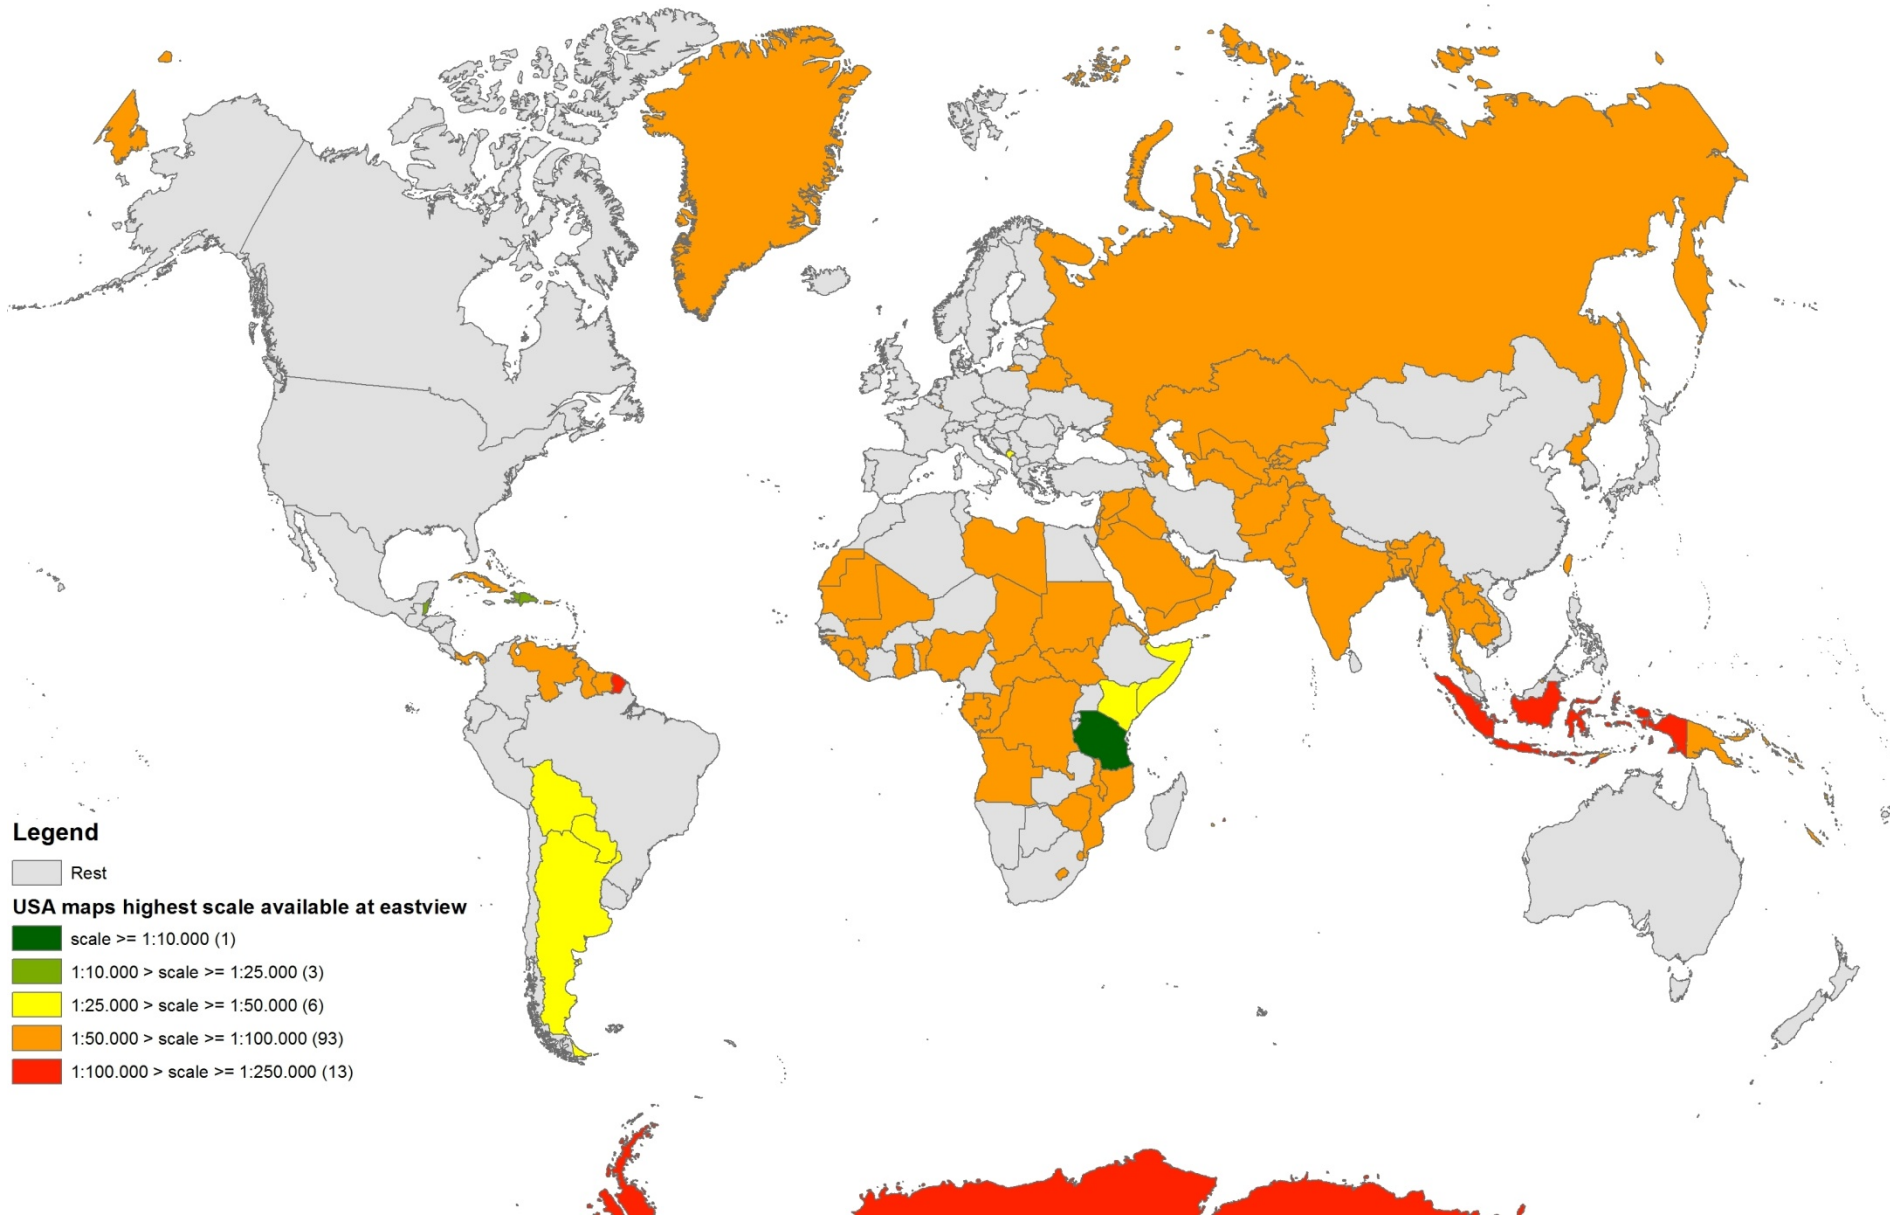 Legend
Rest
USA maps highest scale available at eastview
scale >= 1:10.000 (1)
1:10.000 > scale >= 1:25.000 (3)
1:25.000 > scale >= 1:50.000 (6)
1:50.000 > scale >= 1:100.000 (93)
1:100.000 > scale >= 1:250.000 (13)